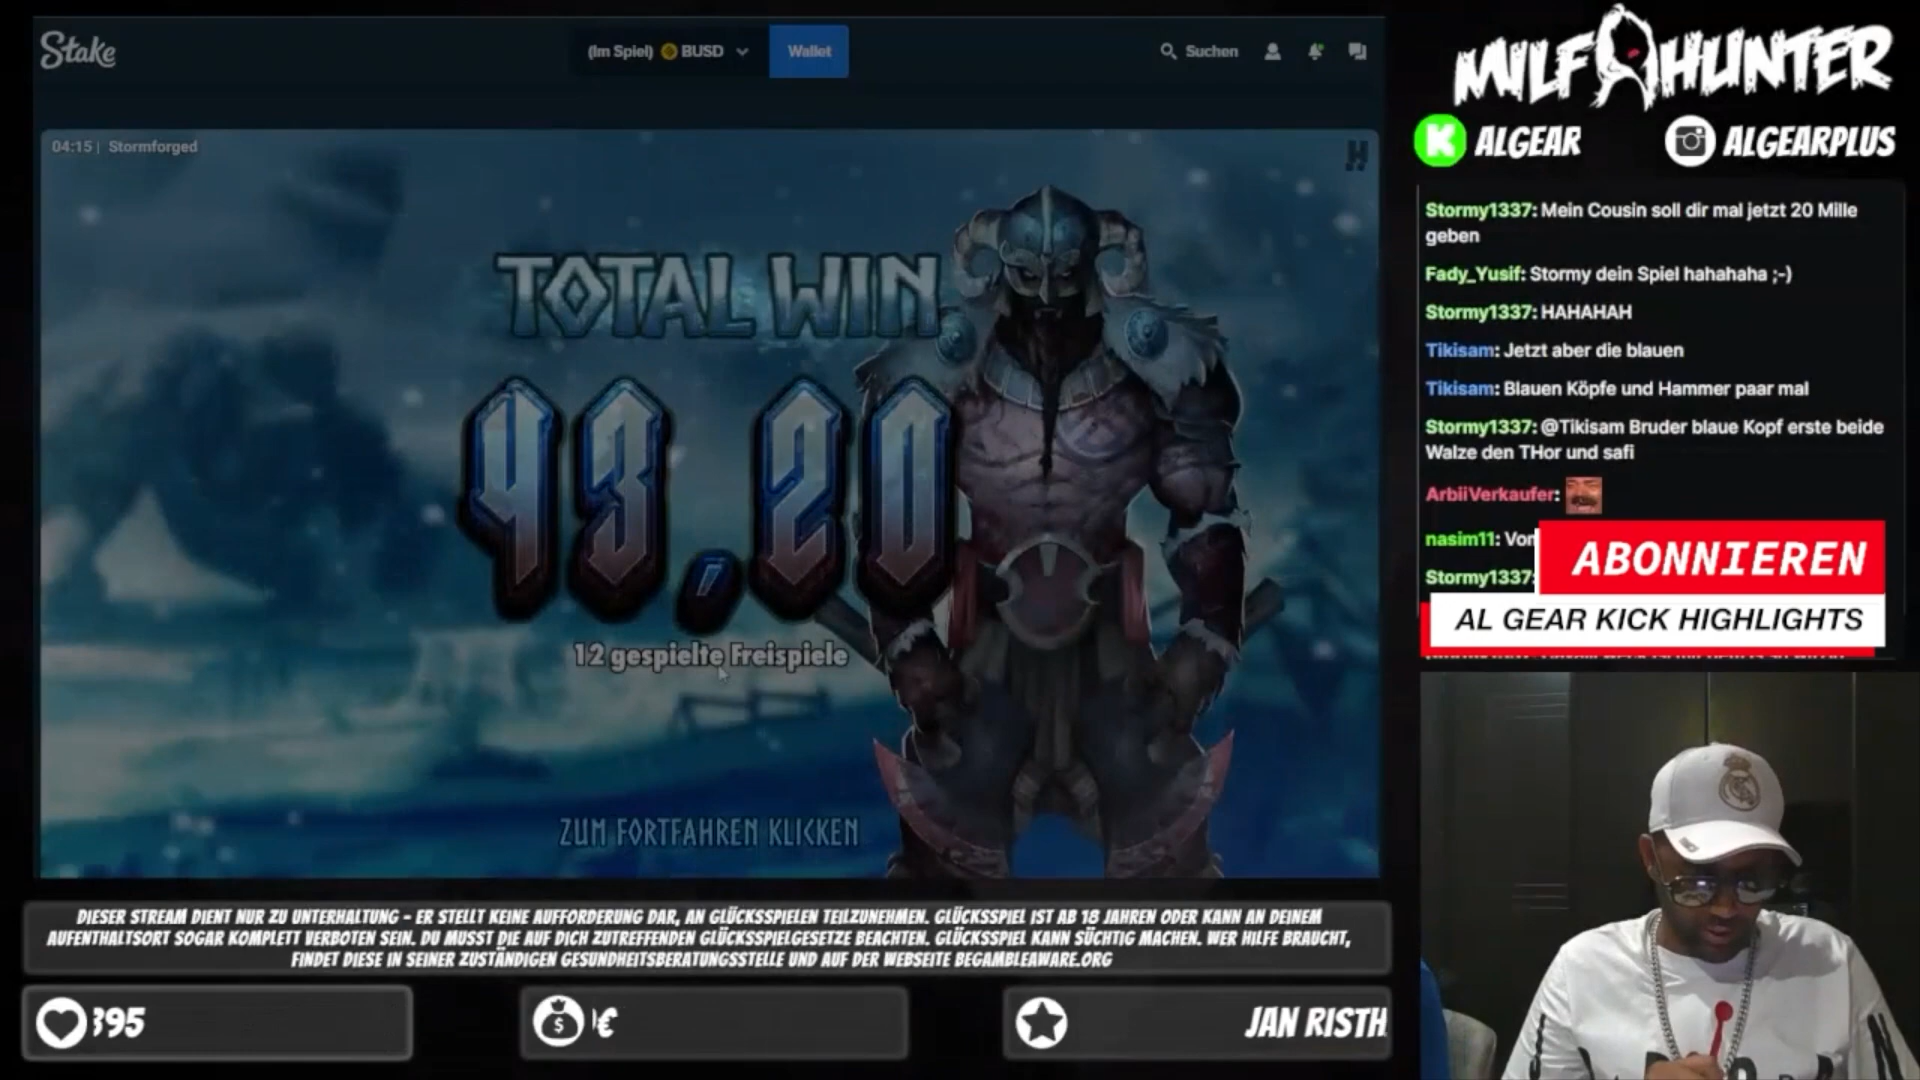 Stake
(Im Spiel) BUSD
Wallet
Suchen
04:15 | Stormforged
TOTAL WIN
43,20
12 gespielte Freispiele
ZUM FORTFAHREN KLICKEN
MILF HUNTER
K ALGEAR
ALGEARPLUS
Stormy1337: Mein Cousin soll dir mal jetzt 20 Mille
geben
Fady_Yusif: Stormy dein Spiel hahahaha ;-)
Stormy1337: HAHAHAH
Tikisam: Jetzt aber die blauen
Tikisam: Blauen Köpfe und Hammer paar mal
Stormy1337: @Tikisam Bruder blaue Kopf erste beide
Walze den THor und safi
ArbiiVerkaufer:
nasim11: Von
Stormy1337:
ABONNIEREN
AL GEAR KICK HIGHLIGHTS
DIESER STREAM DIENT NUR ZU UNTERHALTUNG - ER STELLT KEINE AUFFORDERUNG DAR, AN GLÜCKSSPIELEN TEILZUNEHMEN. GLÜCKSSPIEL IST AB 18 JAHREN ODER KANN AN DEINEM
AUFENTHALTSORT SOGAR KOMPLETT VERBOTEN SEIN. DU MUSST DIE AUF DICH ZUTREFFENDEN GLÜCKSSPIELGESETZE BEACHTEN. GLÜCKSSPIEL KANN SÜCHTIG MACHEN. WER HILFE BRAUCHT,
FINDET DIESE IN SEINER ZUSTÄNDIGEN GESUNDHEITSBERATUNGSSTELLE UND AUF DER WEBSEITE BEGAMBLEAWARE.ORG
395
€
JAN RISTH